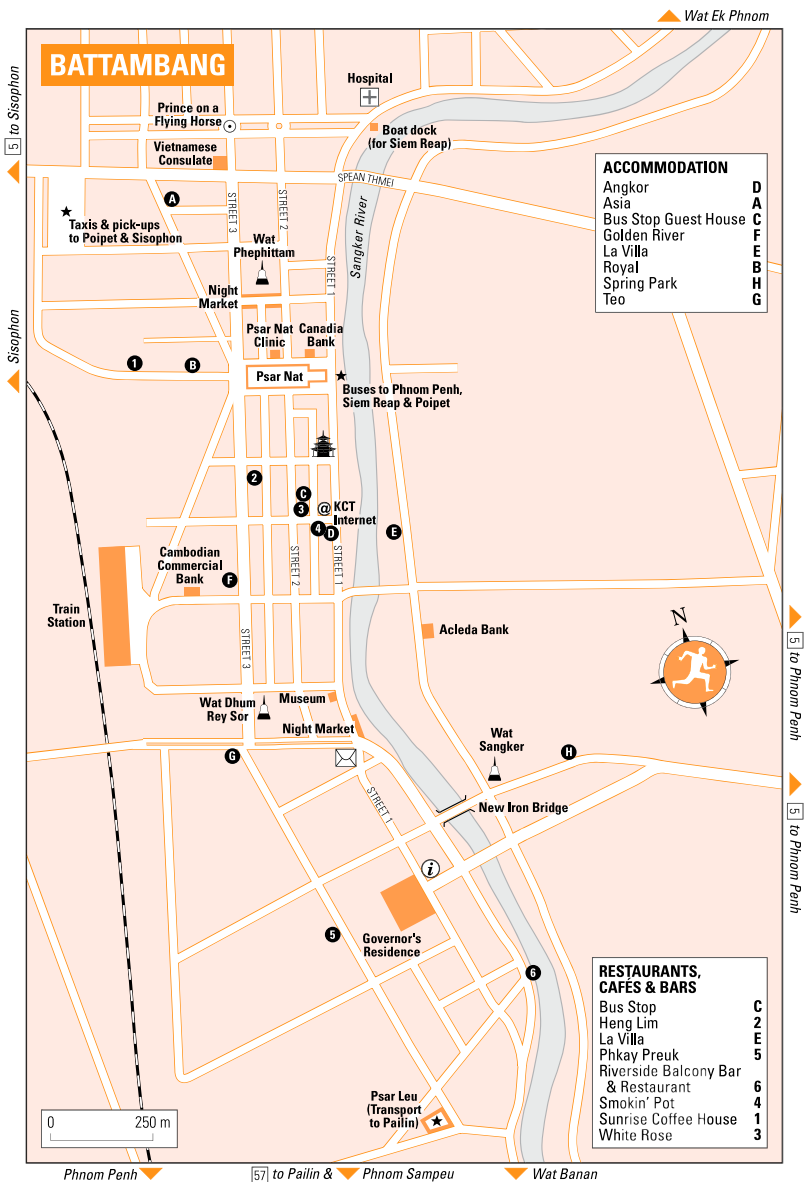 Wat Ek Phnom
BATTAMBANG
5 to Sisophon
Hospital
Prince on a
Flying Horse
Boat dock
(for Siem Reap)
Vietnamese
Consulate
SPEAN THMEI
ACCOMMODATION
Angkor D
Asia A
Bus Stop Guest House C
Golden River F
La Villa E
Royal B
Spring Park H
Teo G
A
STREET 3
STREET 2
Sangker River
Taxis & pick-ups
to Poipet & Sisophon
Wat
Phephittam
STREET 1
Night
Market
Sisophon
Psar Nat
Clinic
Canadia
Bank
1
B
Psar Nat
Buses to Phnom Penh,
Siem Reap & Poipet
2
C
3
@ KCT
Internet
4
D
E
STREET 2
STREET 1
Cambodian
Commercial
Bank
F
Train
Station
STREET 3
Acleda Bank
N
5 to Phnom Penh
Museum
Wat Dhum
Rey Sor
Night Market
G
Wat
Sangker
H
STREET 1
New Iron Bridge
5 to Phnom Penh
i
5
Governor's
Residence
6
RESTAURANTS,
CAFÉS & BARS
Bus Stop C
Heng Lim 2
La Villa E
Phkay Preuk 5
Riverside Balcony Bar
& Restaurant 6
Smokin' Pot 4
Sunrise Coffee House 1
White Rose 3
Psar Leu
(Transport
to Pailin)
0 250 m
Phnom Penh
57 to Pailin & Phnom Sampeu
Wat Banan